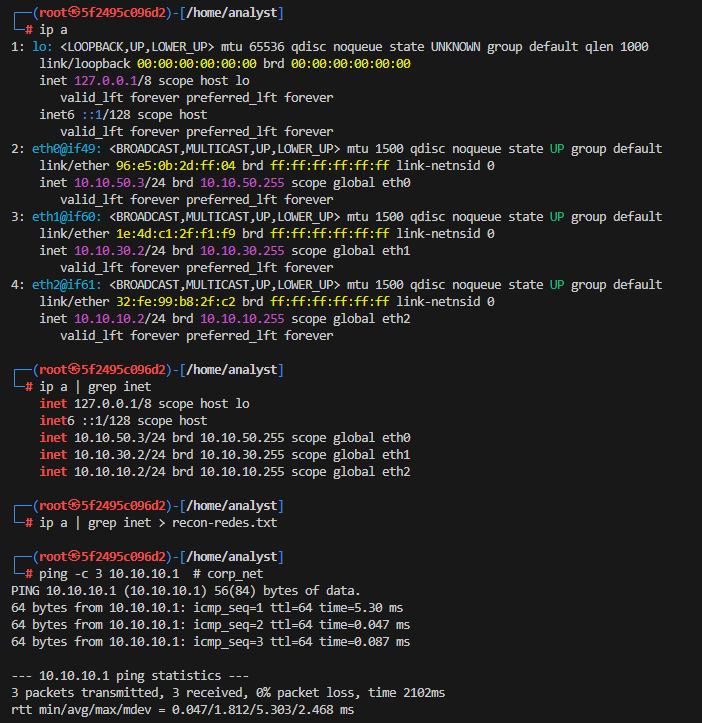 ┌──(root㉿5f2495c096d2)-[/home/analyst]
└─# ip a
1: lo: <LOOPBACK,UP,LOWER_UP> mtu 65536 qdisc noqueue state UNKNOWN group default qlen 1000
    link/loopback 00:00:00:00:00:00 brd 00:00:00:00:00:00
    inet 127.0.0.1/8 scope host lo
       valid_lft forever preferred_lft forever
    inet6 ::1/128 scope host
       valid_lft forever preferred_lft forever
2: eth0@if49: <BROADCAST,MULTICAST,UP,LOWER_UP> mtu 1500 qdisc noqueue state UP group default
    link/ether 96:e5:0b:2d:ff:04 brd ff:ff:ff:ff:ff:ff link-netnsid 0
    inet 10.10.50.3/24 brd 10.10.50.255 scope global eth0
       valid_lft forever preferred_lft forever
3: eth1@if60: <BROADCAST,MULTICAST,UP,LOWER_UP> mtu 1500 qdisc noqueue state UP group default
    link/ether 1e:4d:c1:2f:f1:f9 brd ff:ff:ff:ff:ff:ff link-netnsid 0
    inet 10.10.30.2/24 brd 10.10.30.255 scope global eth1
       valid_lft forever preferred_lft forever
4: eth2@if61: <BROADCAST,MULTICAST,UP,LOWER_UP> mtu 1500 qdisc noqueue state UP group default
    link/ether 32:fe:99:b8:2f:c2 brd ff:ff:ff:ff:ff:ff link-netnsid 0
    inet 10.10.10.2/24 brd 10.10.10.255 scope global eth2
       valid_lft forever preferred_lft forever
┌──(root㉿5f2495c096d2)-[/home/analyst]
└─# ip a | grep inet
    inet 127.0.0.1/8 scope host lo
    inet6 ::1/128 scope host
    inet 10.10.50.3/24 brd 10.10.50.255 scope global eth0
    inet 10.10.30.2/24 brd 10.10.30.255 scope global eth1
    inet 10.10.10.2/24 brd 10.10.10.255 scope global eth2
┌──(root㉿5f2495c096d2)-[/home/analyst]
└─# ip a | grep inet > recon-redes.txt
┌──(root㉿5f2495c096d2)-[/home/analyst]
└─# ping -c 3 10.10.10.1  # corp_net
PING 10.10.10.1 (10.10.10.1) 56(84) bytes of data.
64 bytes from 10.10.10.1: icmp_seq=1 ttl=64 time=5.30 ms
64 bytes from 10.10.10.1: icmp_seq=2 ttl=64 time=0.047 ms
64 bytes from 10.10.10.1: icmp_seq=3 ttl=64 time=0.087 ms
--- 10.10.10.1 ping statistics ---
3 packets transmitted, 3 received, 0% packet loss, time 2102ms
rtt min/avg/max/mdev = 0.047/1.812/5.303/2.468 ms